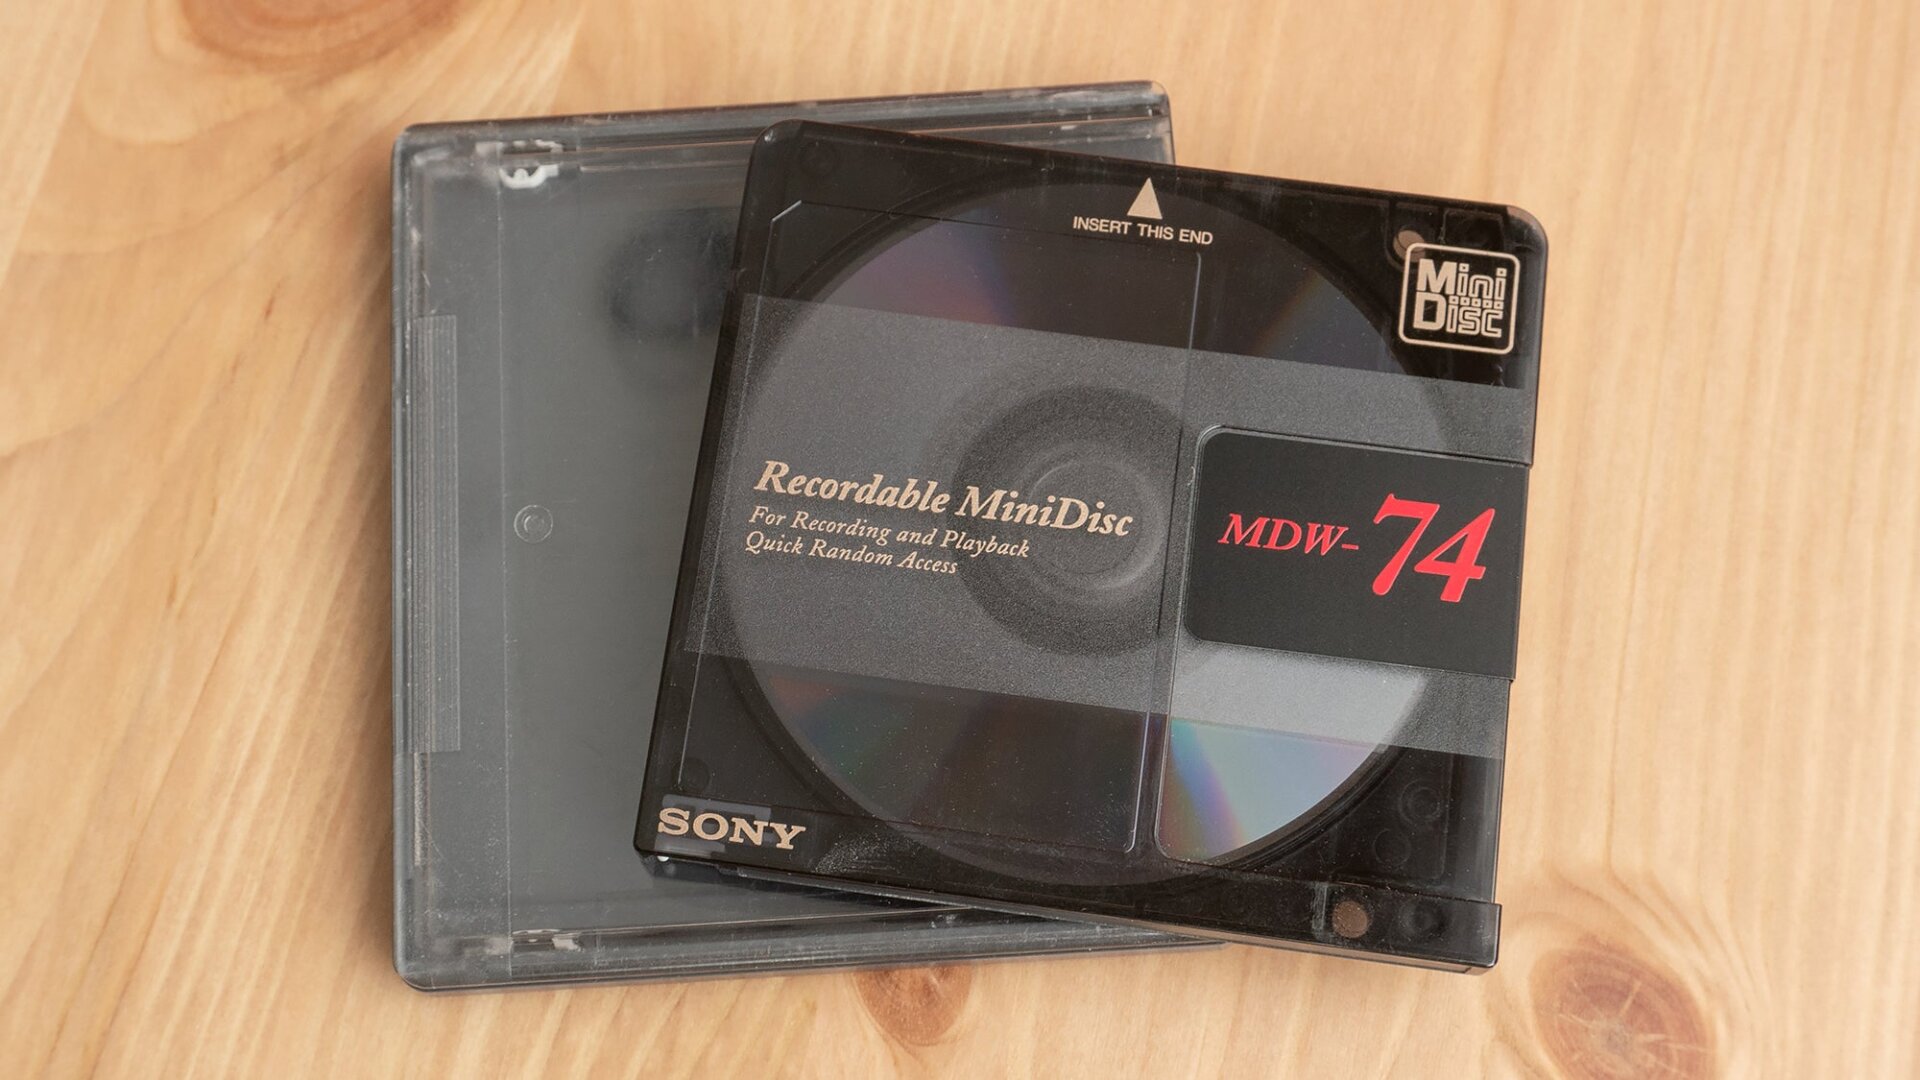 INSERT THIS END
Mini
Disc
Recordable MiniDisc
For Recording and Playback
Quick Random Access
MDW-74
SONY